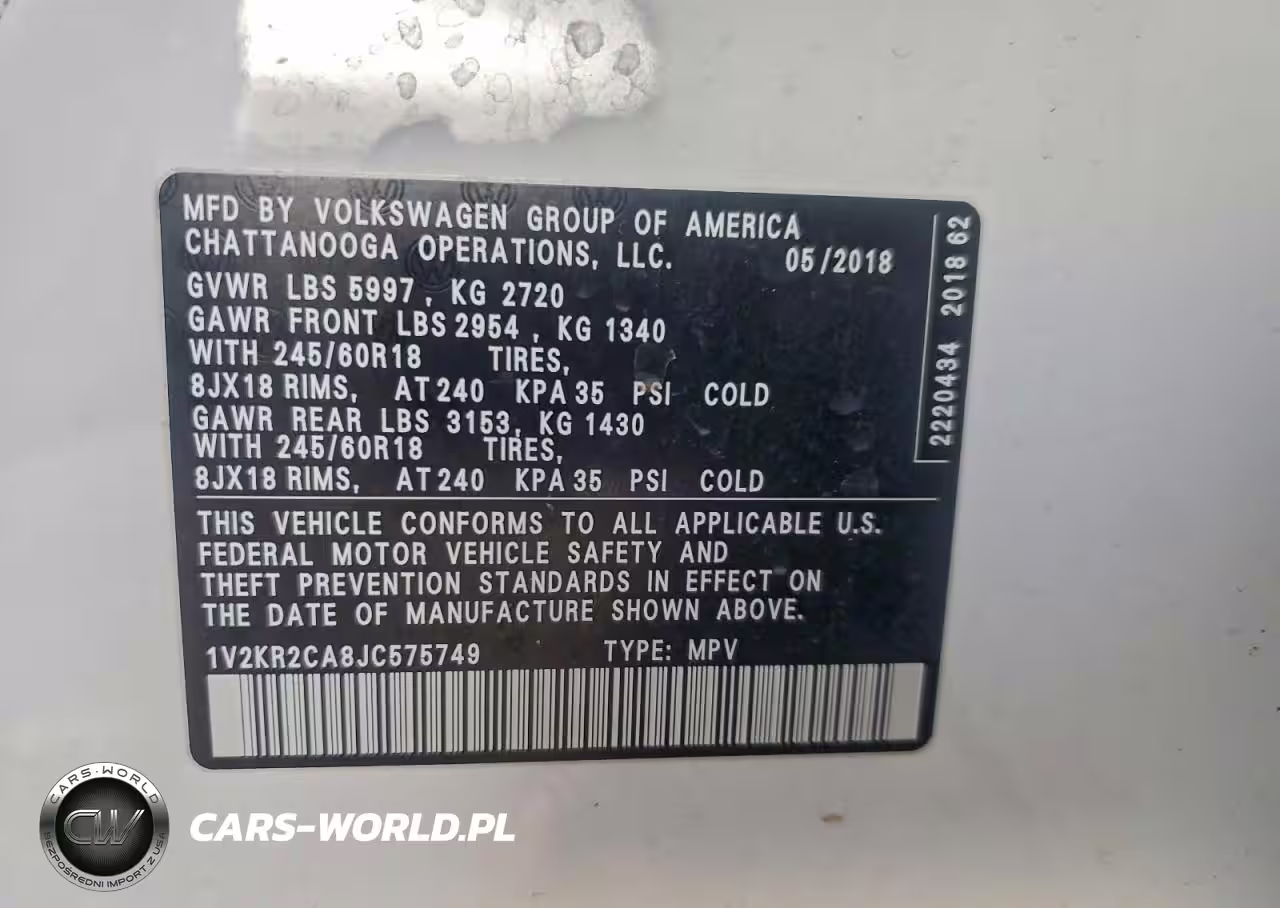 MFD BY VOLKSWAGEN GROUP OF AMERICA
CHATTANOOGA OPERATIONS, LLC. 05/2018
GVWR LBS 5997, KG 2720
GAWR FRONT LBS 2954, KG 1340
WITH 245/60R18 TIRES,
8JX18 RIMS, AT 240 KPA 35 PSI COLD
GAWR REAR LBS 3153, KG 1430
WITH 245/60R18 TIRES,
8JX18 RIMS, AT 240 KPA 35 PSI COLD
2220434 2018 62
THIS VEHICLE CONFORMS TO ALL APPLICABLE U.S.
FEDERAL MOTOR VEHICLE SAFETY AND
THEFT PREVENTION STANDARDS IN EFFECT ON
THE DATE OF MANUFACTURE SHOWN ABOVE.
1V2KR2CA8JC575749 TYPE: MPV
CARS-WORLD
CW
BEZPOŚREDNI IMPORT Z USA
CARS-WORLD.PL